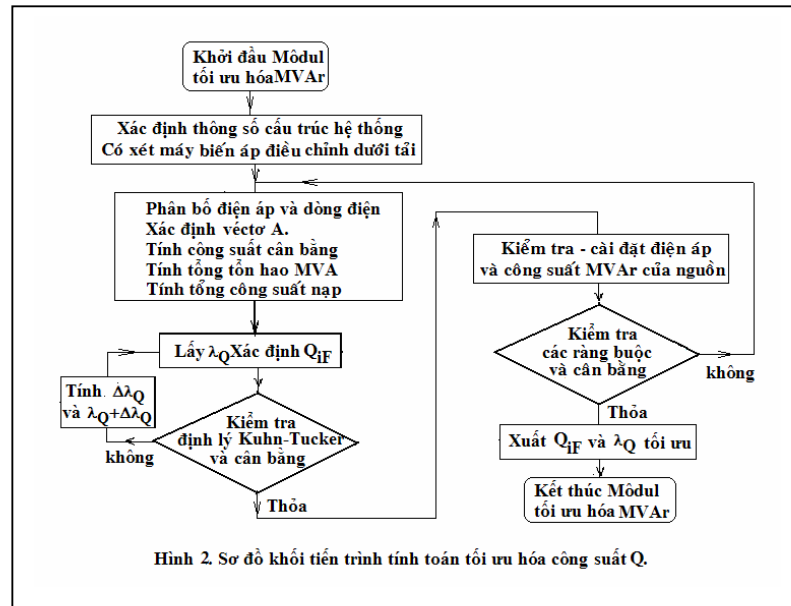 Khởi đầu Môdul
tối ưu hóa MVAr
Xác định thông số cấu trúc hệ thống
Có xét máy biến áp điều chỉnh dưới tải
Phân bố điện áp và dòng điện
Xác định véctơ A.
Tính công suất cân bằng
Tính tổng tổn hao MVA
Tính tổng công suất nạp
Lấy λQ Xác định QiF
Tính ΔλQ
và λQ+ΔλQ
không
Kiểm tra
định lý Kuhn-Tucker
và cân bằng
Thỏa
Kiểm tra - cài đặt điện áp
và công suất MVAr của nguồn
Kiểm tra
các ràng buộc
và cân bằng
không
Thỏa
Xuất QiF và λQ tối ưu
Kết thúc Môdul
tối ưu hóa MVAr
Hình 2. Sơ đồ khối tiến trình tính toán tối ưu hóa công suất Q.